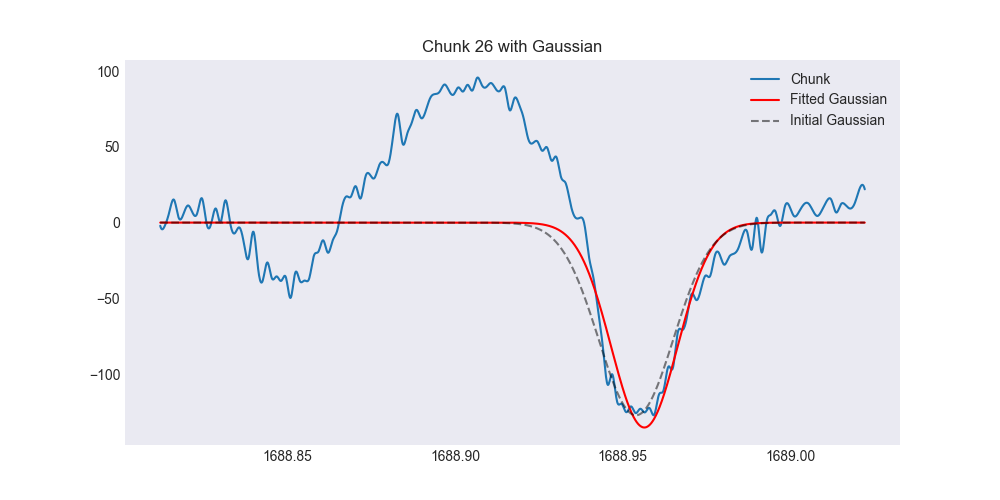 Chunk 26 with Gaussian
100
50
0
−50
−100
Chunk
Fitted Gaussian
Initial Gaussian
1688.85 1688.90 1688.95 1689.00